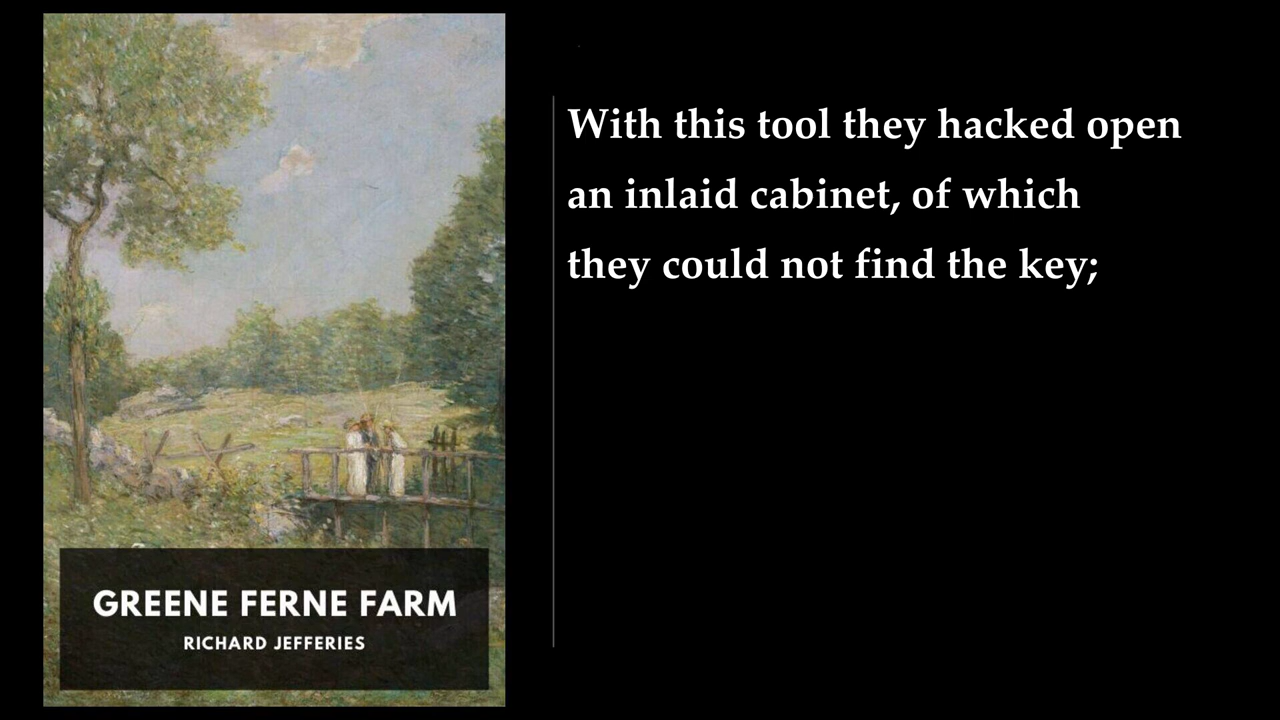 With this tool they hacked open
an inlaid cabinet, of which
they could not find the key;
GREENE FERNE FARM
RICHARD JEFFERIES